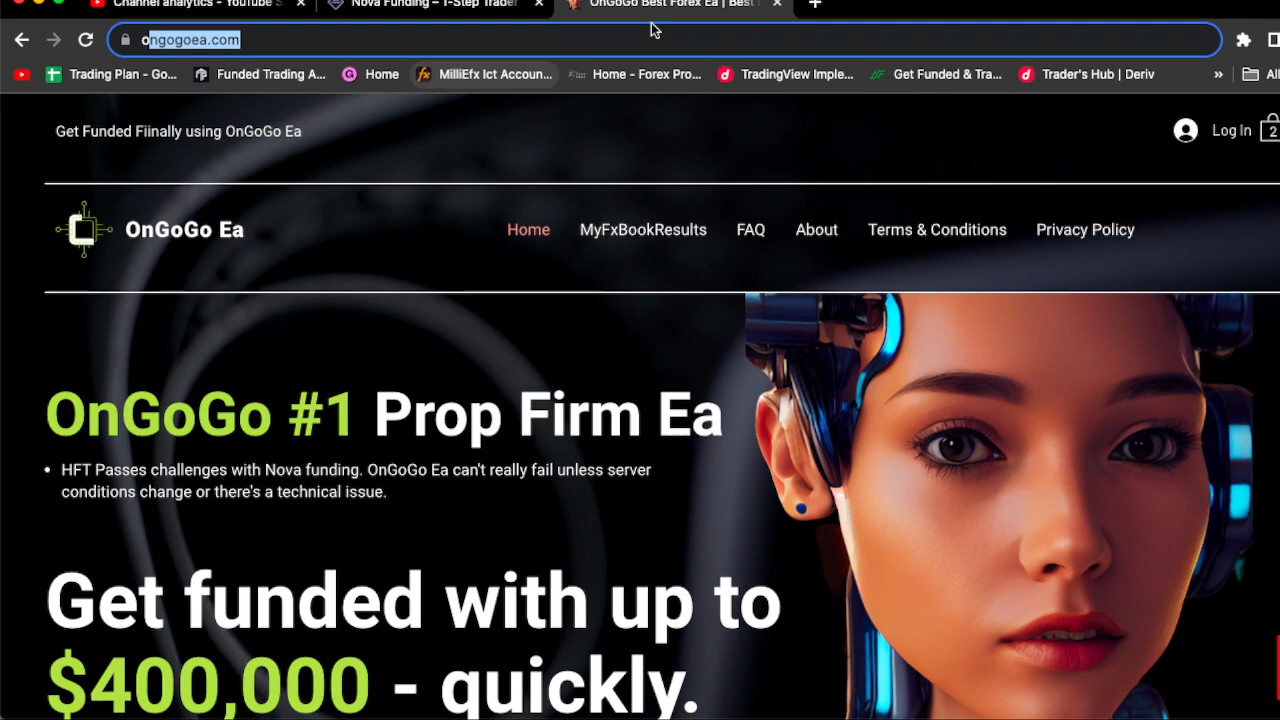 Channel analytics - YouTube S
Nova Funding – 1-Step Trader
OnGoGo Best Forex Ea | Best
ongogoea.com
Trading Plan - Go...
Funded Trading A...
Home
MilliEfx Ict Accoun...
Home - Forex Pro...
TradingView Imple...
Get Funded & Tra...
Trader's Hub | Deriv
»
All
Get Funded Fiinally using OnGoGo Ea
Log In
2
OnGoGo Ea
Home
MyFxBookResults
FAQ
About
Terms & Conditions
Privacy Policy
OnGoGo #1 Prop Firm Ea
• HFT Passes challenges with Nova funding. OnGoGo Ea can't really fail unless server
conditions change or there's a technical issue.
Get funded with up to
$400,000 - quickly.